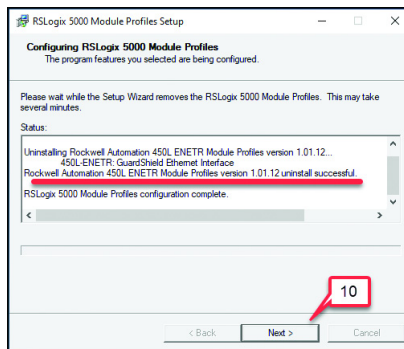 RSLogix 5000 Module Profiles Setup
Configuring RSLogix 5000 Module Profiles
The program features you selected are being configured.
Please wait while the Setup Wizard removes the RSLogix 5000 Module Profiles. This may take
several minutes.
Status:
Uninstalling Rockwell Automation 450L ENETR Module Profiles version 1.01.12...
450L-ENETR: GuardShield Ethernet Interface
Rockwell Automation 450L ENETR Module Profiles version 1.01.12 uninstall successful.
RSLogix 5000 Module Profiles configuration complete.
10
< Back
Next >
Cancel